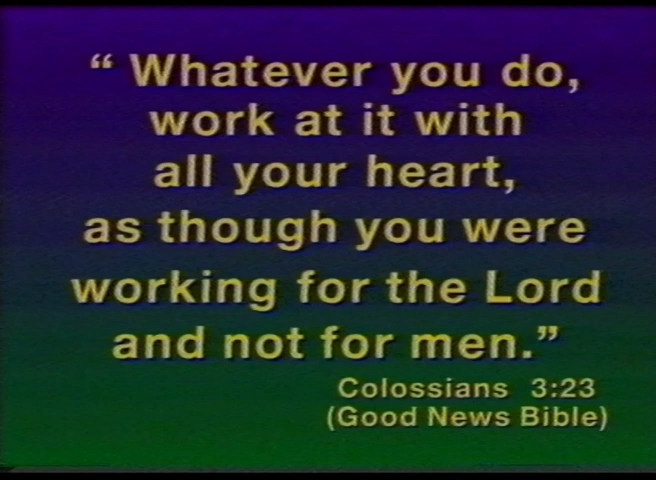 “ Whatever you do,
work at it with
all your heart,
as though you were
working for the Lord
and not for men.”
Colossians 3:23
(Good News Bible)